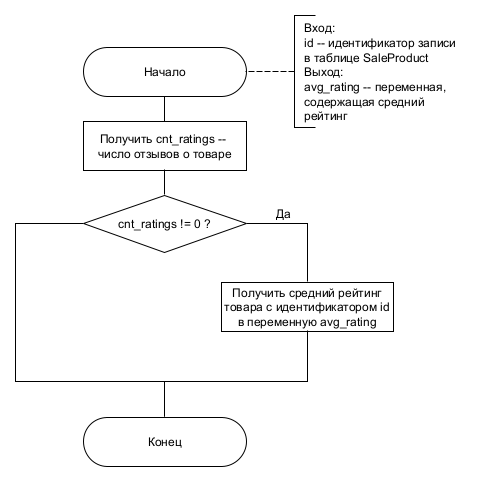 Вход:
id -- идентификатор записи
в таблице SaleProduct
Выход:
avg_rating -- переменная,
содержащая средний
рейтинг
Начало
Получить cnt_ratings --
число отзывов о товаре
cnt_ratings != 0 ?
Да
Получить средний рейтинг
товара с идентификатором id
в переменную avg_rating
Конец